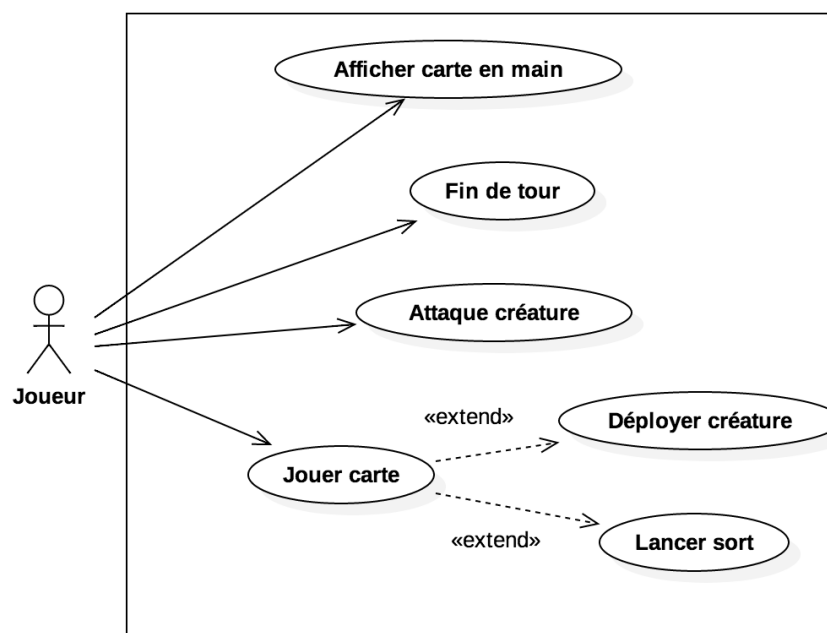 Afficher carte en main
Fin de tour
Attaque créature
Joueur
«extend»
Déployer créature
Jouer carte
«extend»
Lancer sort